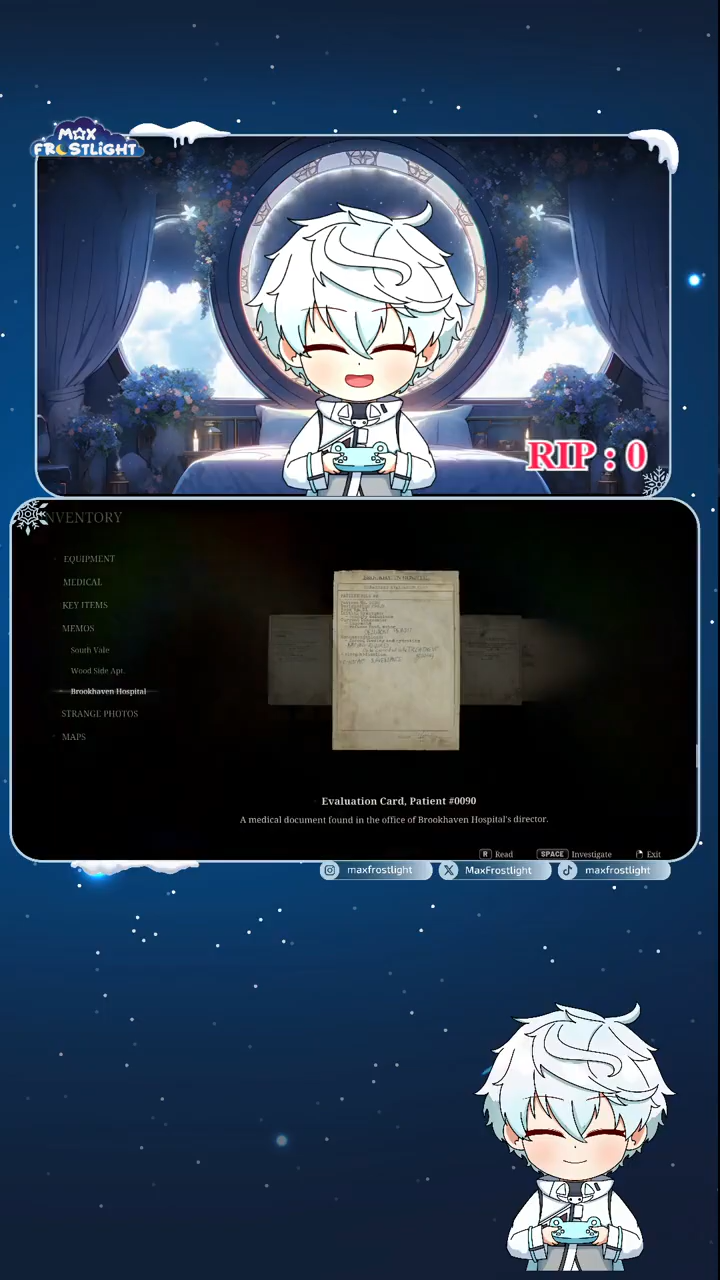 MAX
FROSTLIGHT
RIP : 0
NVENTORY
EQUIPMENT
MEDICAL
KEY ITEMS
MEMOS
South Vale
Wood Side Apt.
Brookhaven Hospital
STRANGE PHOTOS
MAPS
Evaluation Card, Patient #0090
A medical document found in the office of Brookhaven Hospital's director.
R Read SPACE Investigate Exit
maxfrostlight MaxFrostlight maxfrostlight